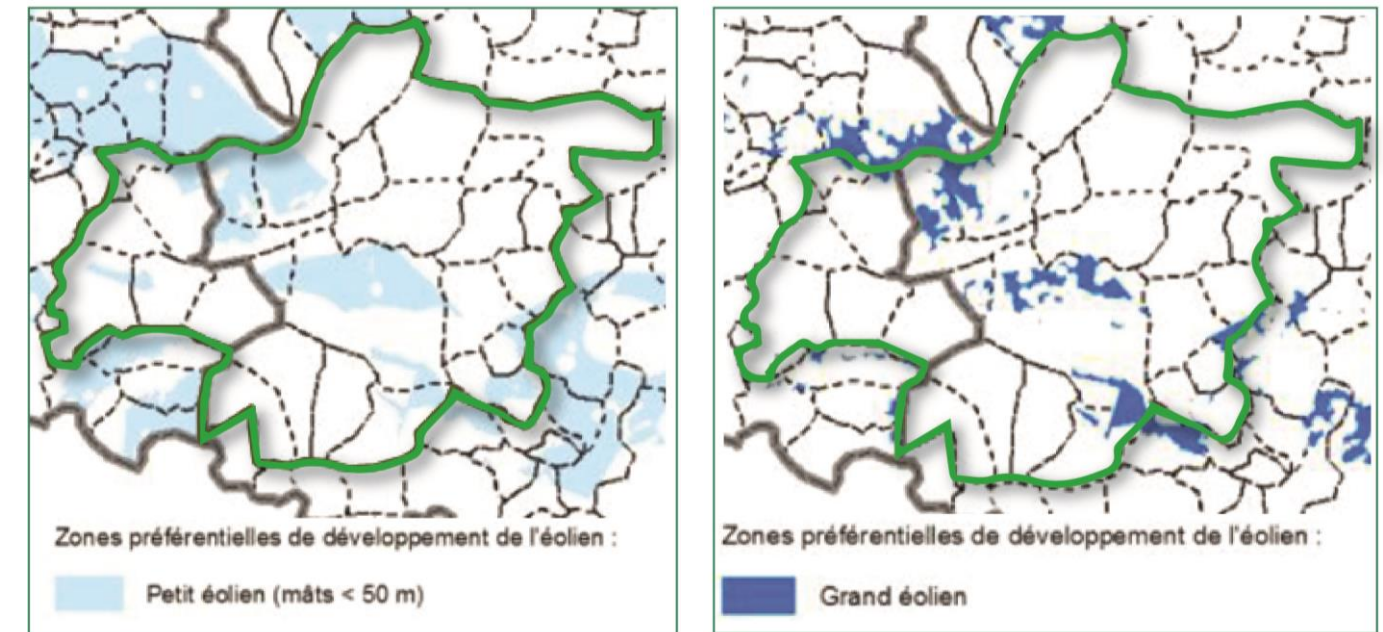 Zones préférentielles de développement de l'éolien :
Petit éolien (mâts < 50 m)
Zones préférentielles de développement de l'éolien :
Grand éolien